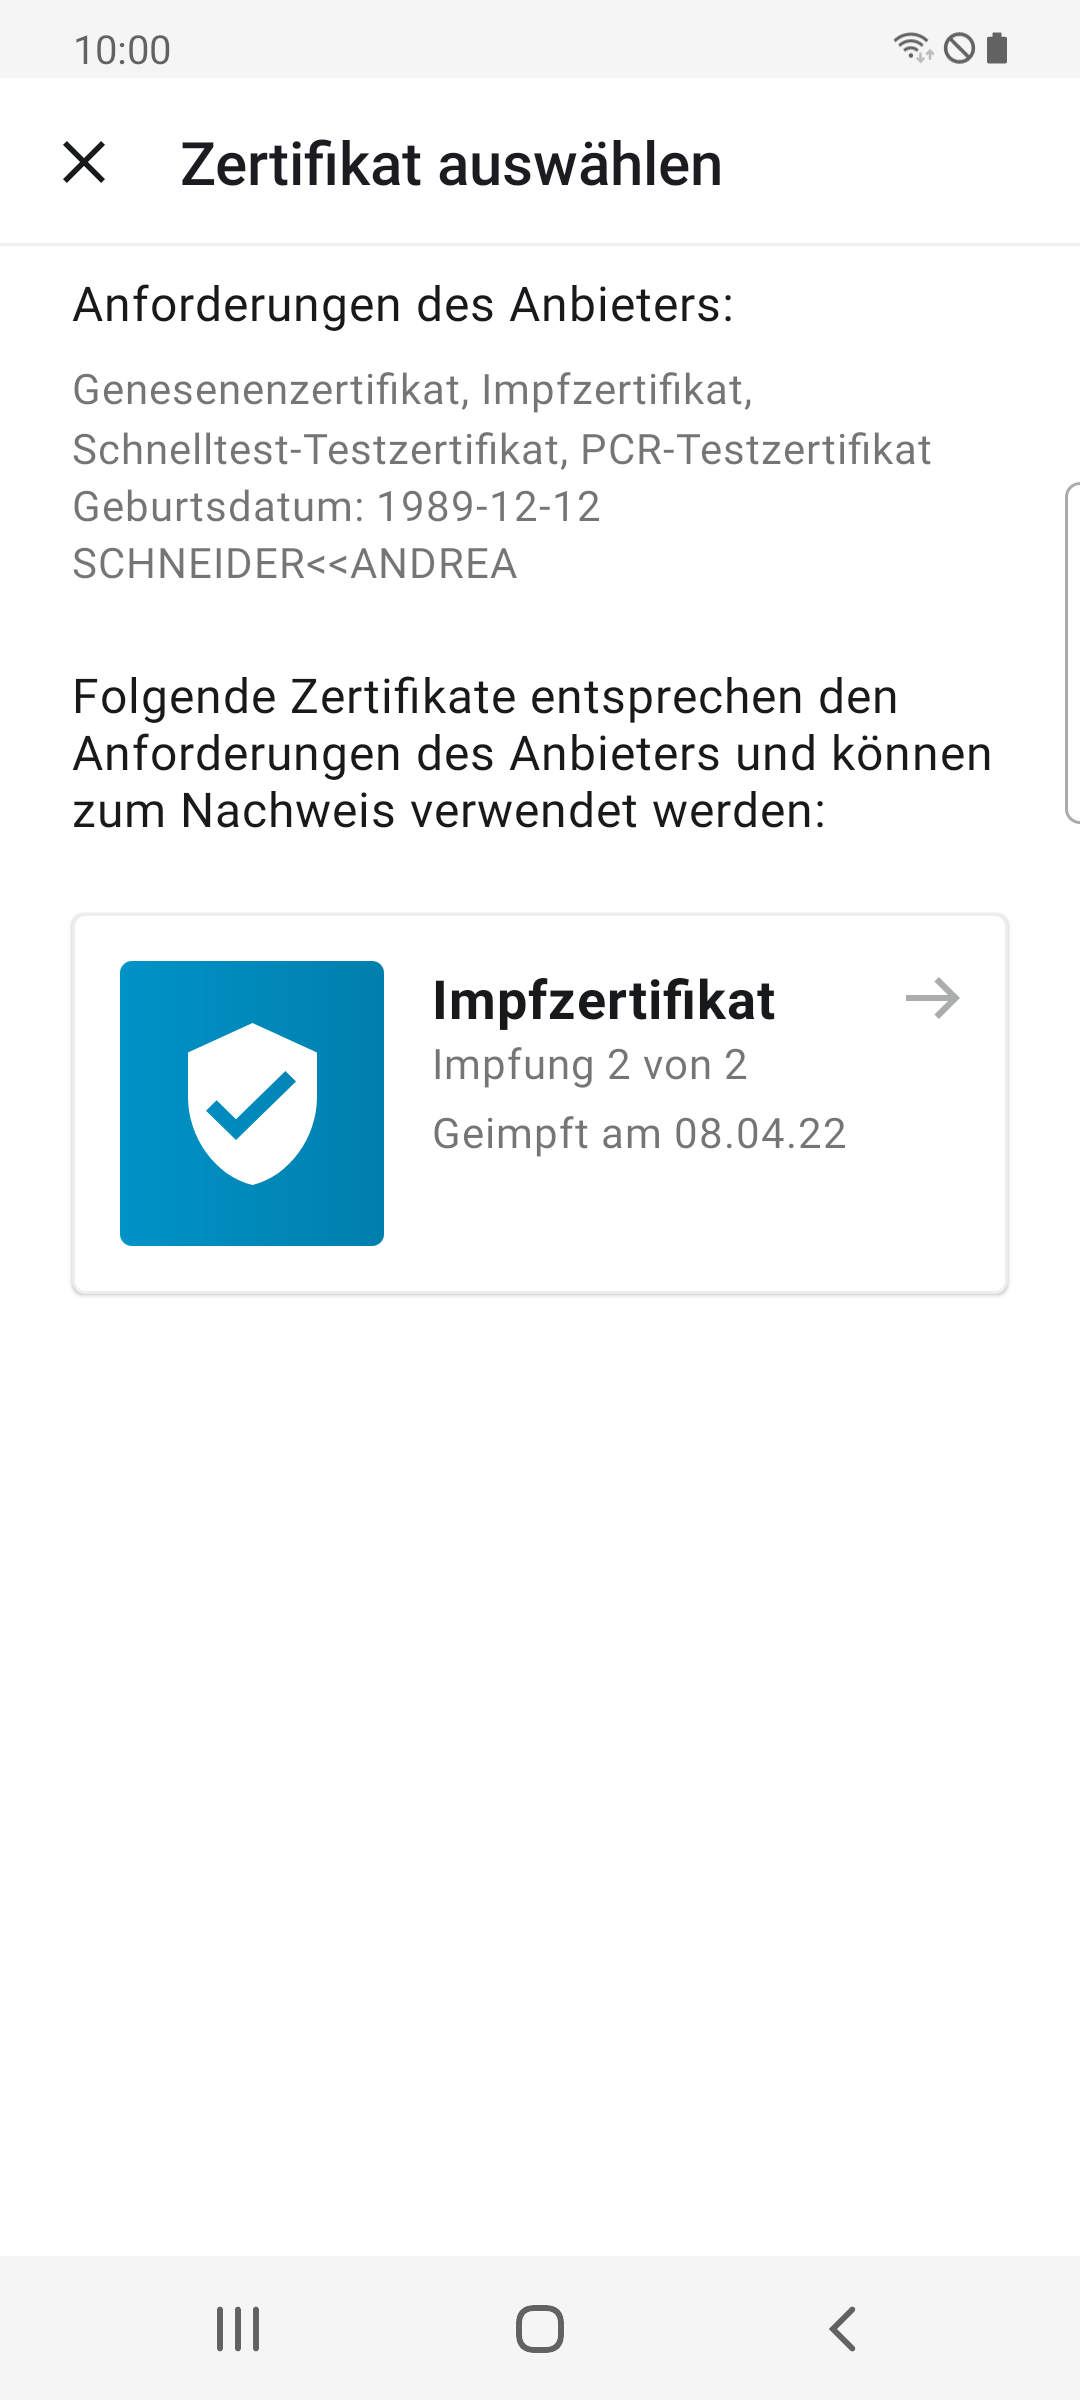 10:00
Zertifikat auswählen
Anforderungen des Anbieters:
Genesenenzertifikat, Impfzertifikat,
Schnelltest-Testzertifikat, PCR-Testzertifikat
Geburtsdatum: 1989-12-12
SCHNEIDER<<ANDREA
Folgende Zertifikate entsprechen den
Anforderungen des Anbieters und können
zum Nachweis verwendet werden:
Impfzertifikat
Impfung 2 von 2
Geimpft am 08.04.22